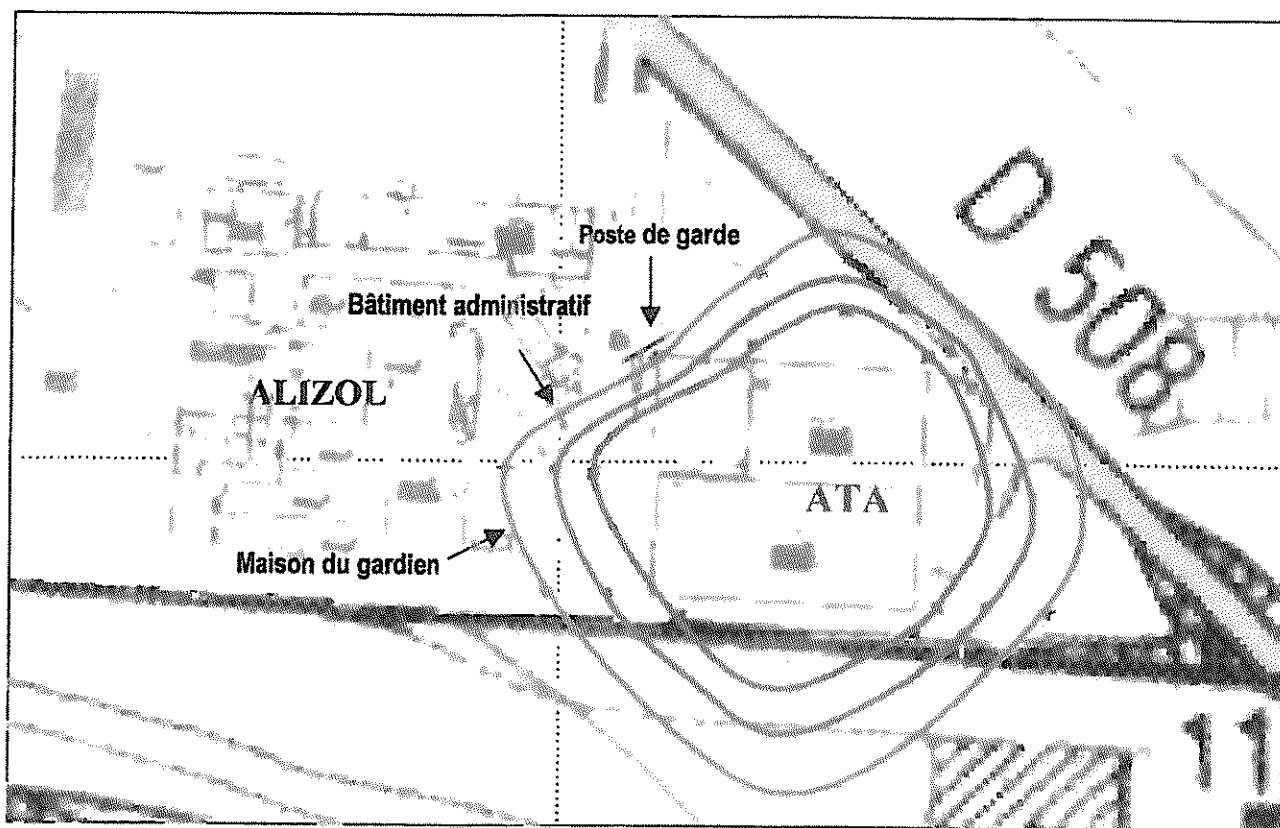 D 508
Poste de garde
Bâtiment administratif
ALIZOL
ATA
Maison du gardien
11